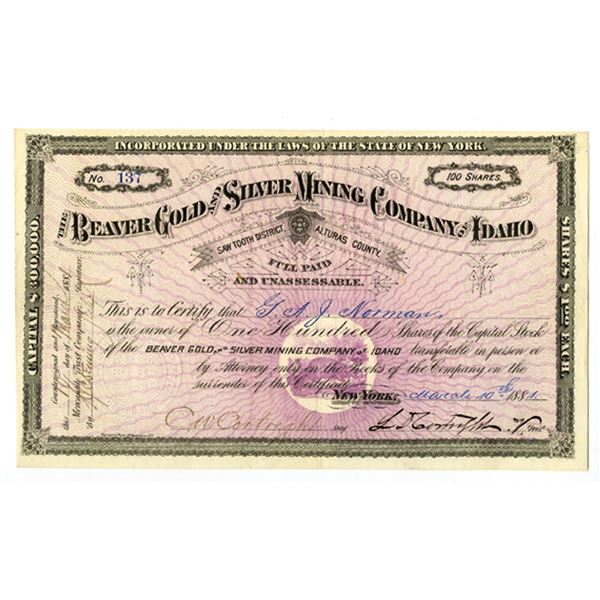 INCORPORATED UNDER THE LAWS OF THE STATE OF NEW YORK.
No. 137
100 SHARES.
THE BEAVER GOLD AND SILVER MINING COMPANY OF IDAHO
SAW TOOTH DISTRICT, ALTURAS COUNTY.
FULL PAID
AND UNASSESSABLE.
This is to Certify that G. A. J. Norman
is the owner of One Hundred Shares of the Capital Stock
of the BEAVER GOLD AND SILVER MINING COMPANY OF IDAHO transferable in person or
by Attorney only on the Books of the Company on the
surrender of this Certificate
NEW YORK, March 10th 1881.
C W Cortright Secy
CAPITAL $300,000.
SHARES $1.00 EACH.
Countersigned and Registered,
day of March 1881
Mercantile Trust Company, Registrar.
By